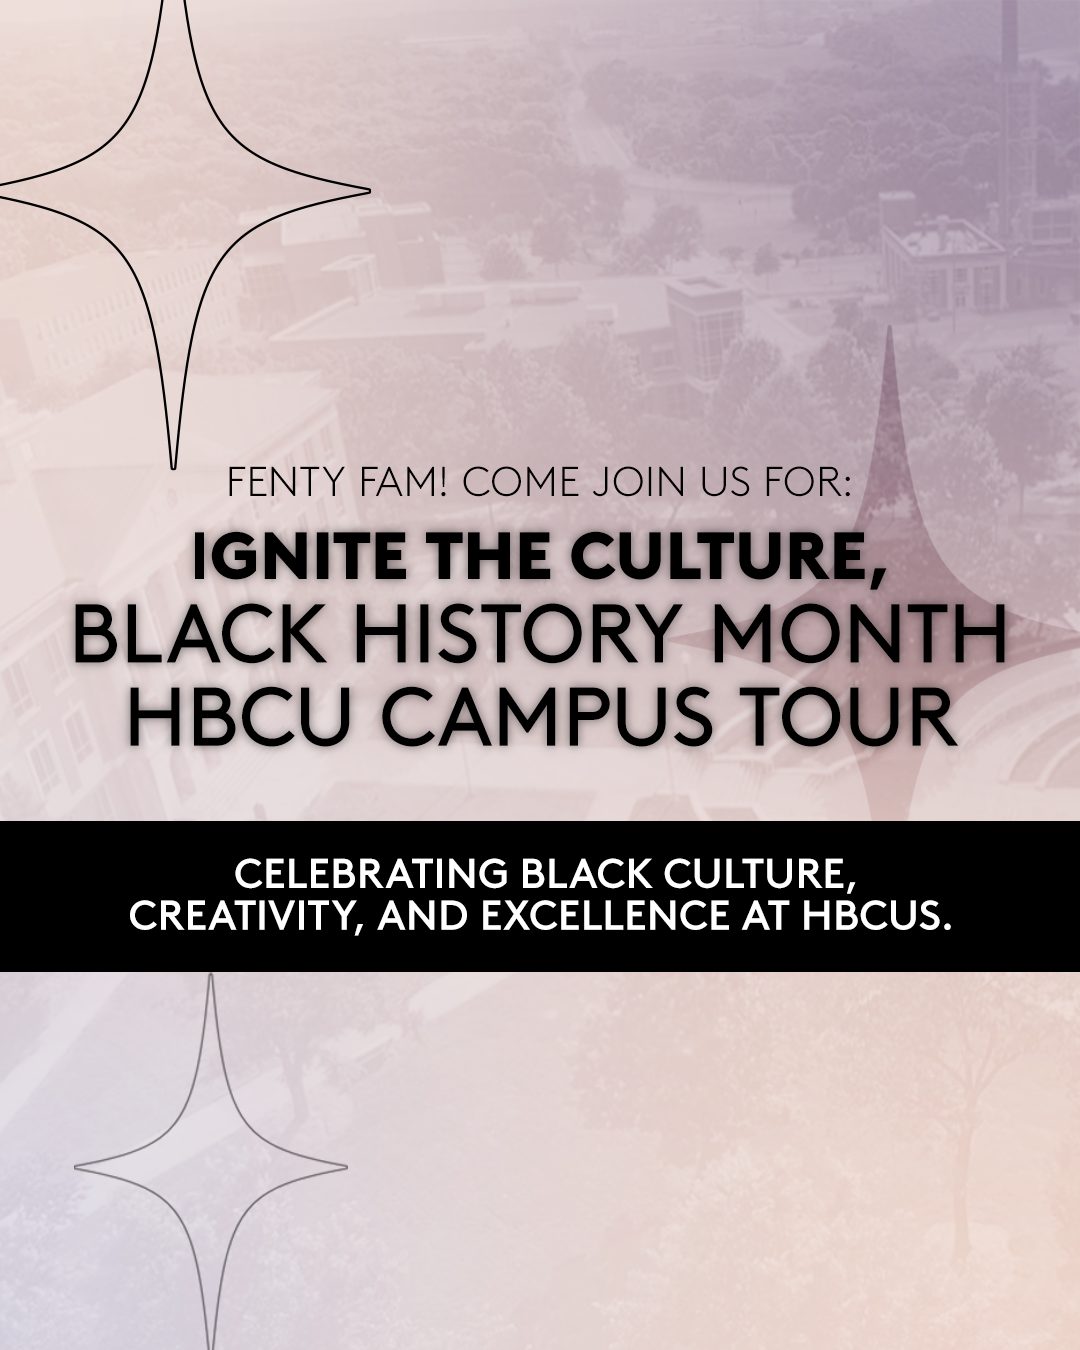 FENTY FAM! COME JOIN US FOR:
IGNITE THE CULTURE,
BLACK HISTORY MONTH
HBCU CAMPUS TOUR
CELEBRATING BLACK CULTURE,
CREATIVITY, AND EXCELLENCE AT HBCUS.